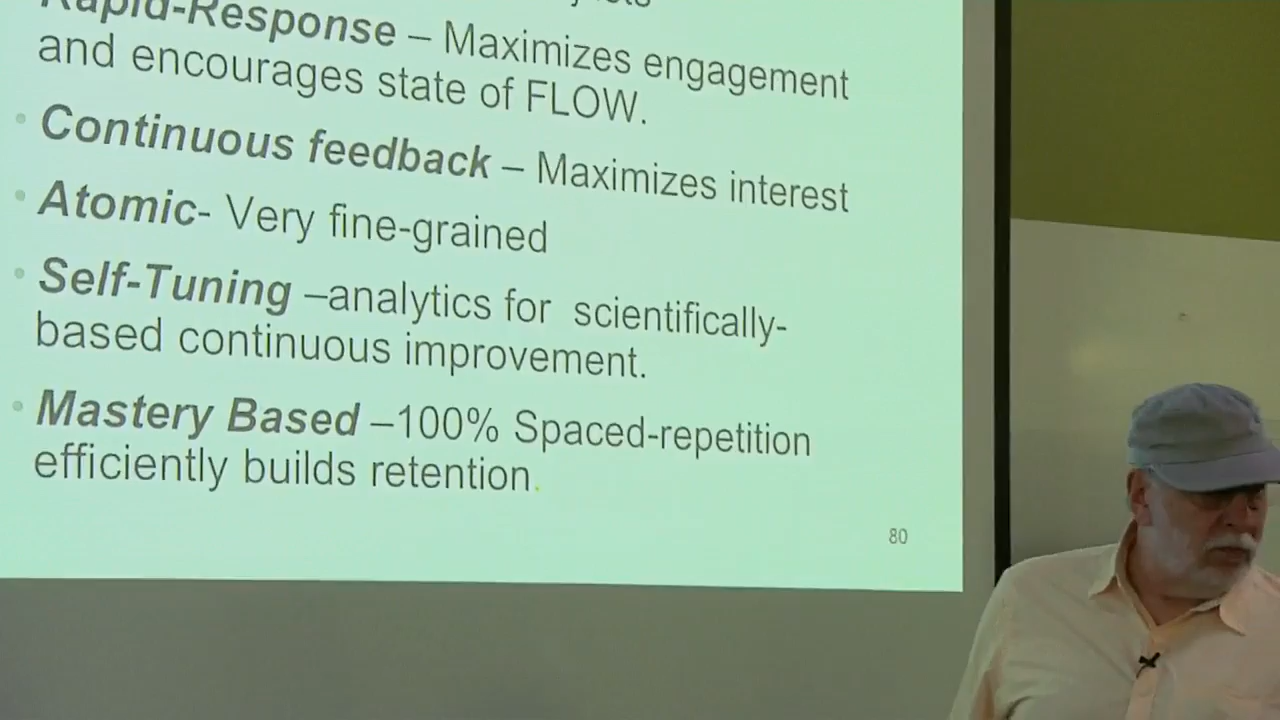 Rapid-Response – Maximizes engagement
and encourages state of FLOW.
• Continuous feedback – Maximizes interest
• Atomic- Very fine-grained
• Self-Tuning –analytics for scientifically-
based continuous improvement.
• Mastery Based –100% Spaced-repetition
efficiently builds retention.
80